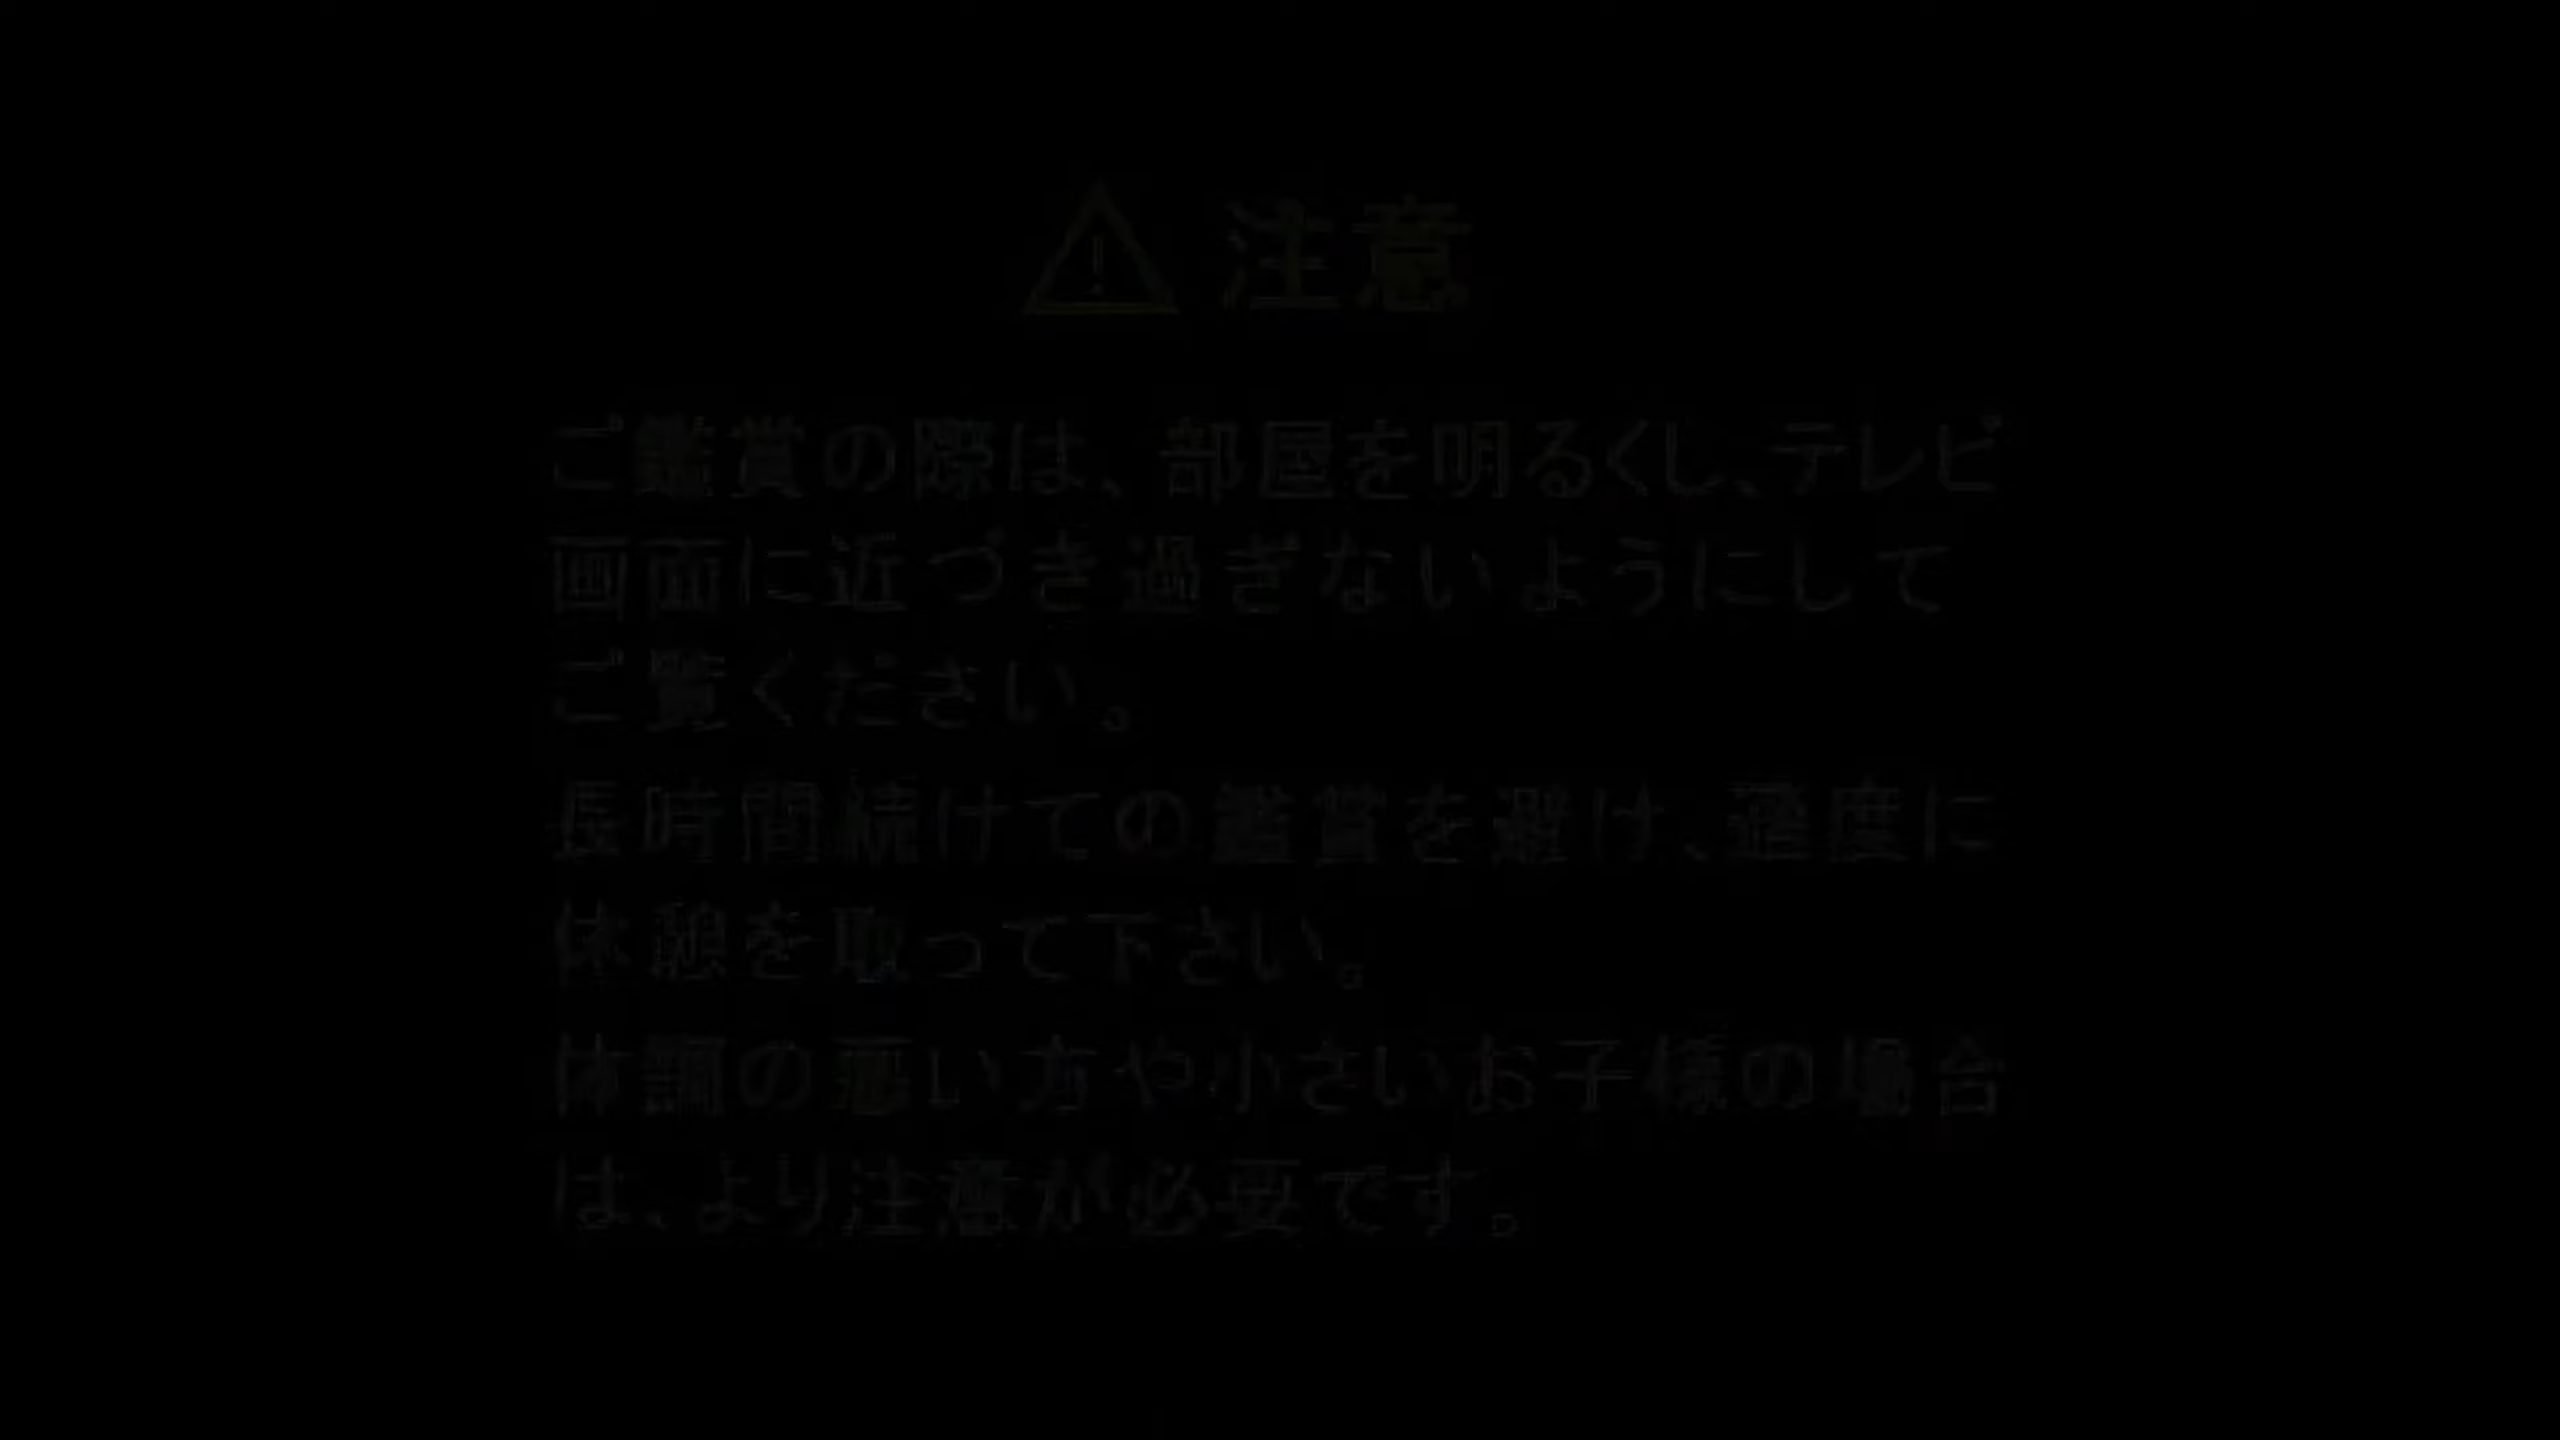 注意
ご鑑賞の際は、部屋を明るくし、テレビ
画面に近づき過ぎないようにして
ご覧ください。
長時間続けての鑑賞を避け、適度に
休憩を取って下さい。
体調の悪い方や小さいお子様の場合
は、より注意が必要です。